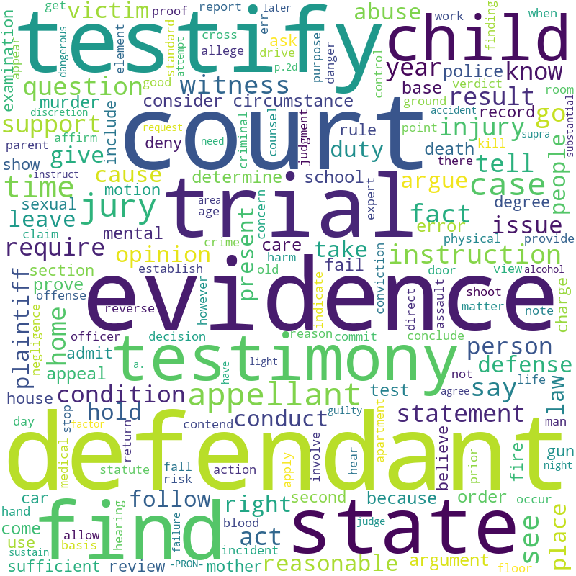 testify
child
court
trial
evidence
testimony
defendant
find
state
get
proof
report
cross
later
err
work
when
victim
allege
drive
ask
abuse
finding
dangerous
appear
element
attempt
good
standard
p.2d
purpose
danger
control
verdict
room
substantial
examination
question
witness
year
know
police
base
result
murder
consider
circumstance
record
ground
discretion
affirm
request
need
criminal
counsel
judgment
rule
point
accident
supra
support
include
give
deny
duty
injury
death
there
kill
go
parent
show
instruct
cause
determine
school
tell
people
time
sexual
motion
jury
area
age
concern
expert
argue
case
degree
claim
leave
mental
present
care
take
fact
error
physical
provide
issue
require
opinion
crime
old
harm
fail
conviction
instruction
section
establish
door
view
alcohol
plaintiff
negligence
prove
offense
home
reverse
however
indicate
commit
direct
assault
shoot
matter
note
charge
officer
decision
reason
conclude
person
admit
a.
light
have
not
agree
test
defense
appeal
appellant
house
condition
say
life
law
day
medical
step
factor
hold
return
contend
conduct
guilty
apply
involve
hear
apartment
believe
prior
statement
man
gun
night
statute
fall
risk
action
fire
car
hand
come
use
follow
right
second
because
order
occur
see
place
allow
hearing
failure
blood
act
incident
judge
reasonable
argument
sustain
basis
sufficient
review
-PRON-
mother
floor